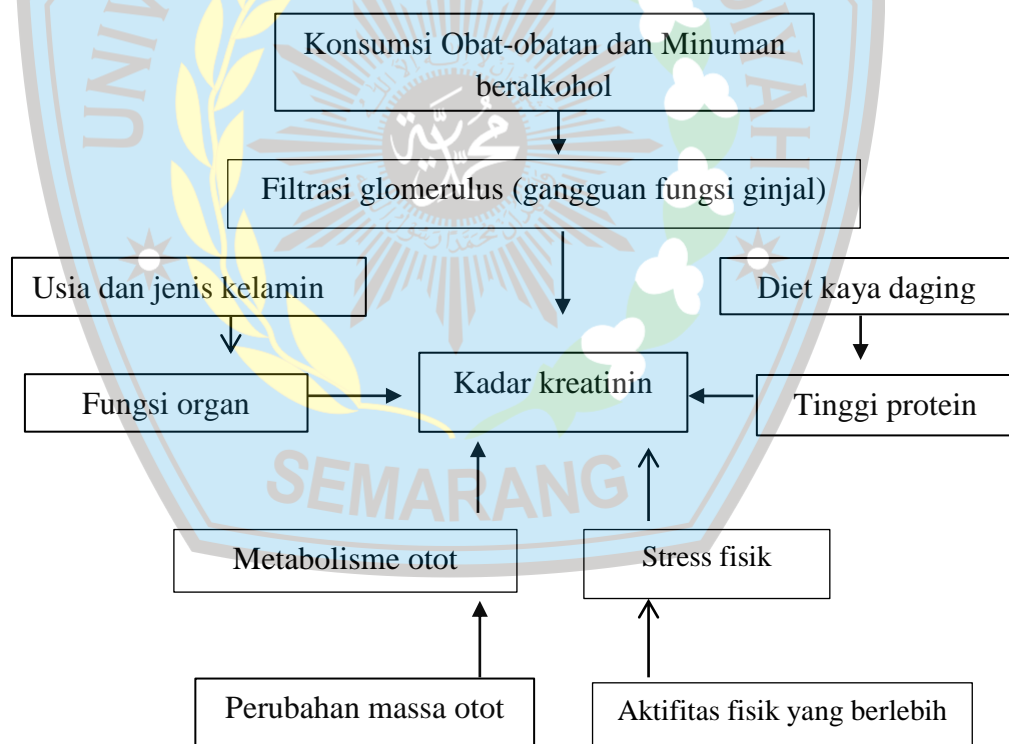 Konsumsi Obat-obatan dan Minuman
beralkohol
Filtrasi glomerulus (gangguan fungsi ginjal)
Usia dan jenis kelamin
Diet kaya daging
Fungsi organ
Kadar kreatinin
Tinggi protein
SEMARANG
Metabolisme otot
Stress fisik
Perubahan massa otot
Aktifitas fisik yang berlebih